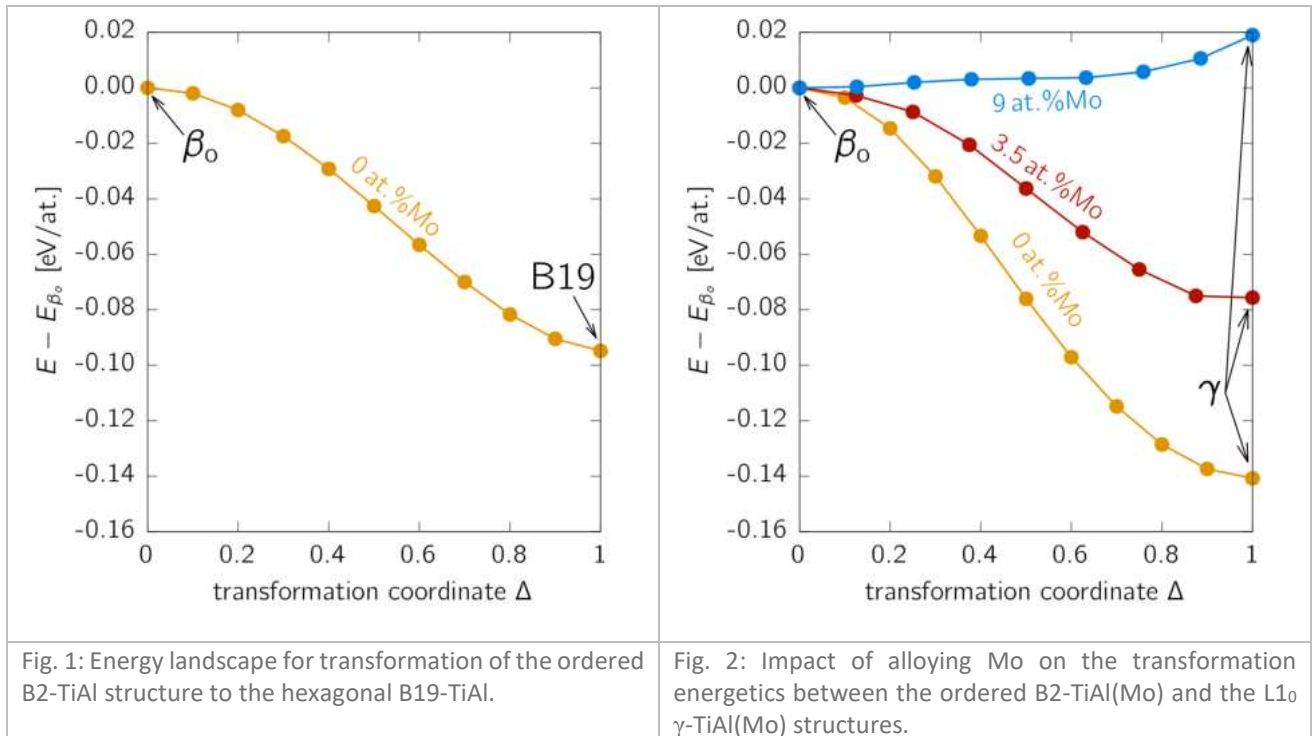 0.02
0.00
-0.02
-0.04
-0.06
-0.08
-0.10
-0.12
-0.14
-0.16
E − Eβₒ [eV/at.]
βₒ
0 at.%Mo
B19
0 0.2 0.4 0.6 0.8 1
transformation coordinate Δ
0.02
0.00
-0.02
-0.04
-0.06
-0.08
-0.10
-0.12
-0.14
-0.16
E − Eβₒ [eV/at.]
βₒ
9 at.%Mo
3.5 at.%Mo
0 at.%Mo
γ
0 0.2 0.4 0.6 0.8 1
transformation coordinate Δ
Fig. 1: Energy landscape for transformation of the ordered
B2-TiAl structure to the hexagonal B19-TiAl.
Fig. 2: Impact of alloying Mo on the transformation
energetics between the ordered B2-TiAl(Mo) and the L1₀
γ-TiAl(Mo) structures.